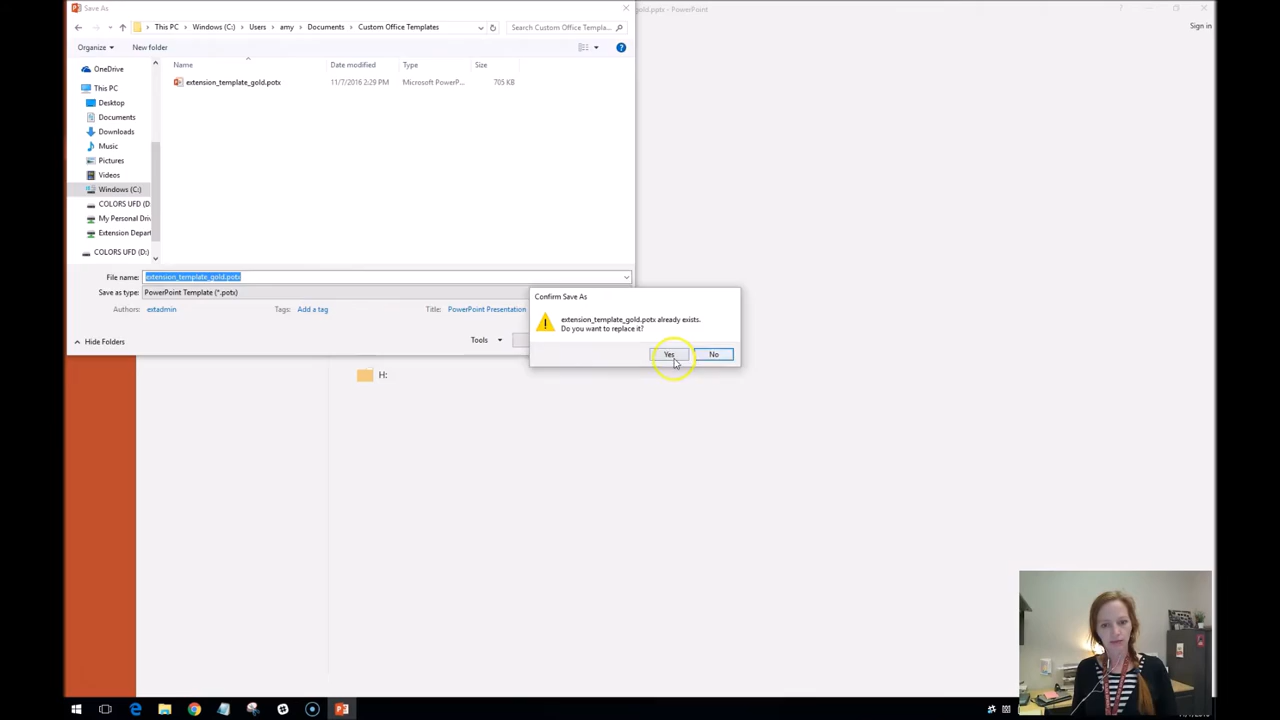 Save As
gold.pptx - PowerPoint
This PC
Windows (C:)
Users
amy
Documents
Custom Office Templates
Search Custom Office Templa...
Sign in
Organize
New folder
Name
Date modified
Type
Size
OneDrive
extension_template_gold.potx
11/7/2016 2:29 PM
Microsoft PowerP...
705 KB
This PC
Desktop
Documents
Downloads
Music
Pictures
Videos
Windows (C:)
COLORS UFD (D
My Personal Driv
Extension Depart
COLORS UFD (D:)
File name:
extension_template_gold.potx
Save as type:
PowerPoint Template (*.potx)
Authors:
extadmin
Tags:
Add a tag
Title:
PowerPoint Presentation
Hide Folders
Tools
Confirm Save As
extension_template_gold.potx already exists.
Do you want to replace it?
Yes
No
H: